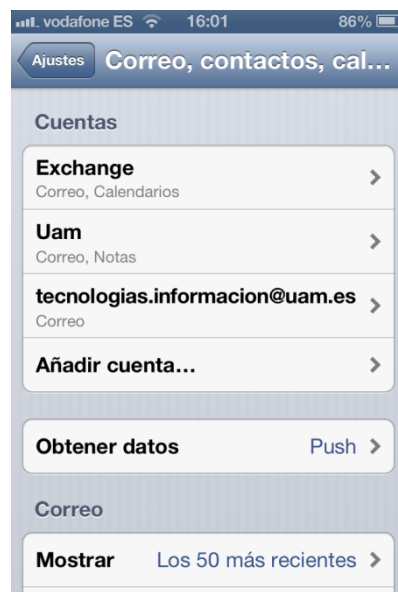 vodafone ES 16:01 86%
Ajustes Correo, contactos, cal...
Cuentas
Exchange
Correo, Calendarios
Uam
Correo, Notas
tecnologias.informacion@uam.es
Correo
Añadir cuenta...
Obtener datos Push
Correo
Mostrar Los 50 más recientes